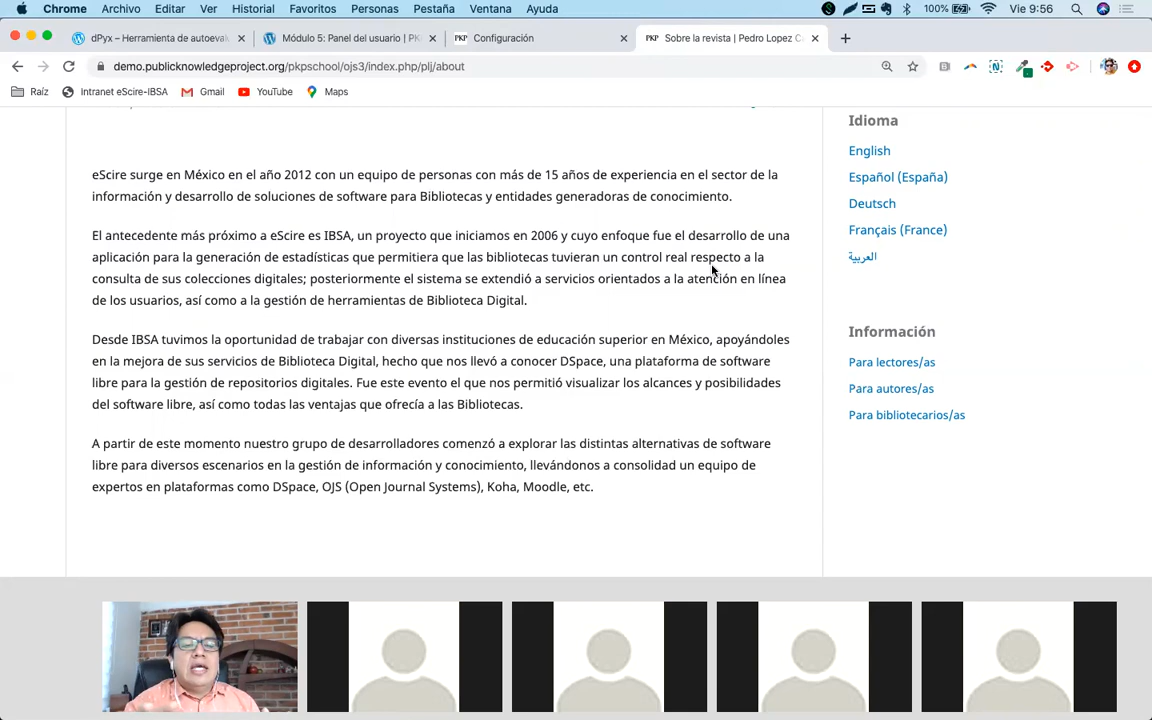 Chrome Archivo Editar Ver Historial Favoritos Personas Pestaña Ventana Ayuda
100% Vie 9:56
dPyx – Herramienta de autoeval
Módulo 5: Panel del usuario | PK
PKP Configuración
PKP Sobre la revista | Pedro Lopez C
demo.publicknowledgeproject.org/pkpschool/ojs3/index.php/plj/about
Raíz Intranet eScire-IBSA Gmail YouTube Maps
eScire surge en México en el año 2012 con un equipo de personas con más de 15 años de experiencia en el sector de la
información y desarrollo de soluciones de software para Bibliotecas y entidades generadoras de conocimiento.
El antecedente más próximo a eScire es IBSA, un proyecto que iniciamos en 2006 y cuyo enfoque fue el desarrollo de una
aplicación para la generación de estadísticas que permitiera que las bibliotecas tuvieran un control real respecto a la
consulta de sus colecciones digitales; posteriormente el sistema se extendió a servicios orientados a la atención en línea
de los usuarios, así como a la gestión de herramientas de Biblioteca Digital.
Desde IBSA tuvimos la oportunidad de trabajar con diversas instituciones de educación superior en México, apoyándoles
en la mejora de sus servicios de Biblioteca Digital, hecho que nos llevó a conocer DSpace, una plataforma de software
libre para la gestión de repositorios digitales. Fue este evento el que nos permitió visualizar los alcances y posibilidades
del software libre, así como todas las ventajas que ofrecía a las Bibliotecas.
A partir de este momento nuestro grupo de desarrolladores comenzó a explorar las distintas alternativas de software
libre para diversos escenarios en la gestión de información y conocimiento, llevándonos a consolidad un equipo de
expertos en plataformas como DSpace, OJS (Open Journal Systems), Koha, Moodle, etc.
Idioma
English
Español (España)
Deutsch
Français (France)
العربية
Información
Para lectores/as
Para autores/as
Para bibliotecarios/as